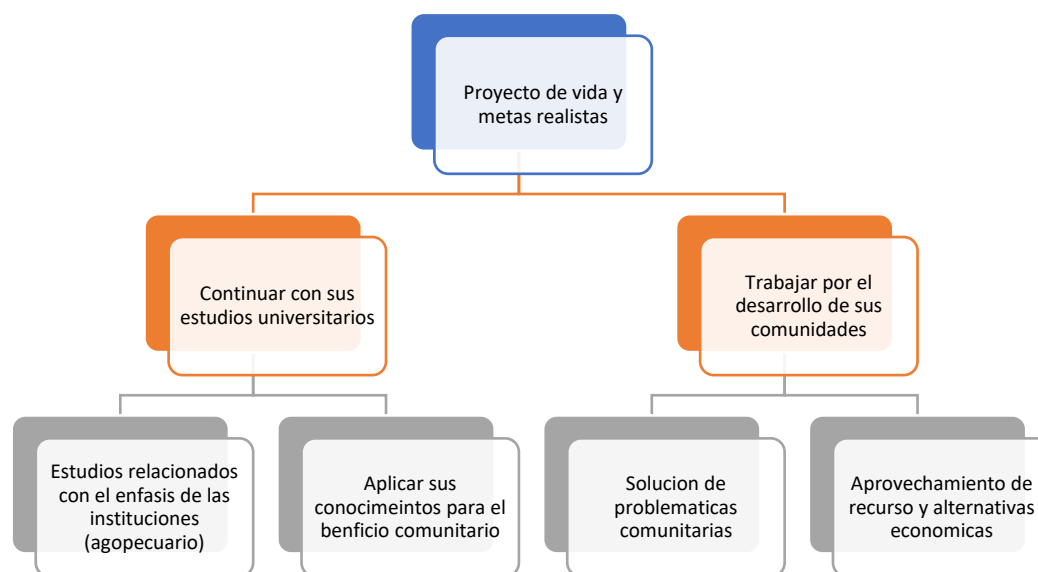 Proyecto de vida y
metas realistas
Continuar con sus
estudios universitarios
Trabajar por el
desarrollo de sus
comunidades
Estudios relacionados
con el enfasis de las
instituciones
(agopecuario)
Aplicar sus
conocimeintos para el
benficio comunitario
Solucion de
problematicas
comunitarias
Aprovechamiento de
recurso y alternativas
economicas